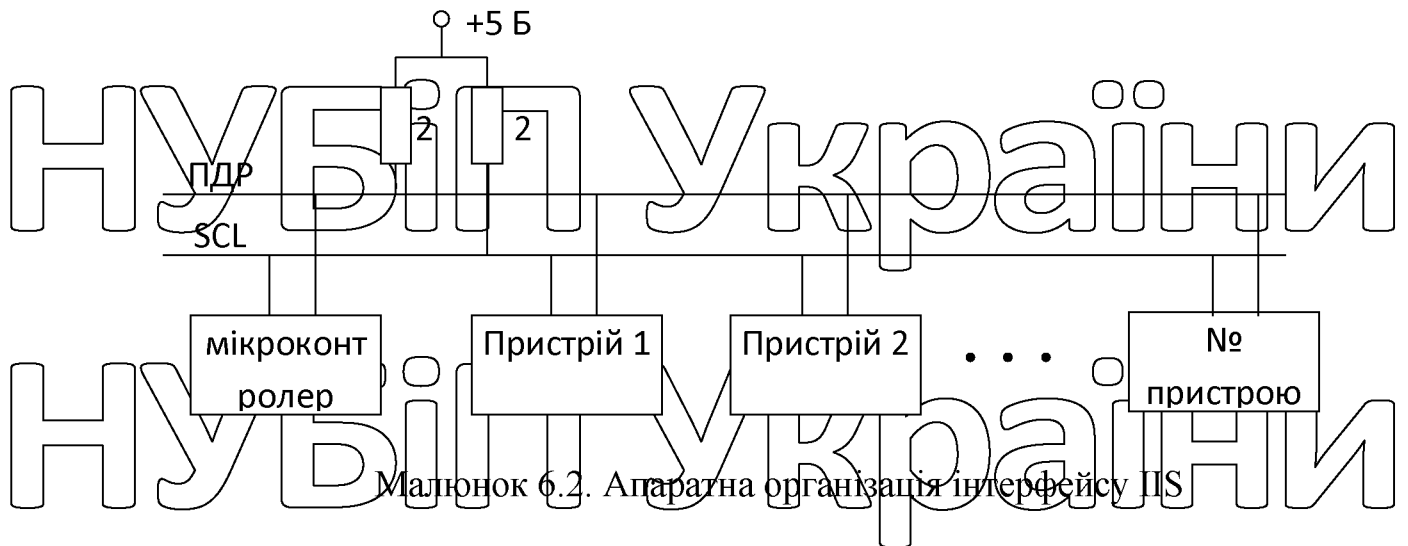 +5 Б
НУБіП України
2 2
ПДР
SCL
мікроконт
ролер
Пристрій 1
Пристрій 2
. . .
№
пристрою
НУБіП України
Малюнок 6.2. Апаратна організація інтерфейсу IIS